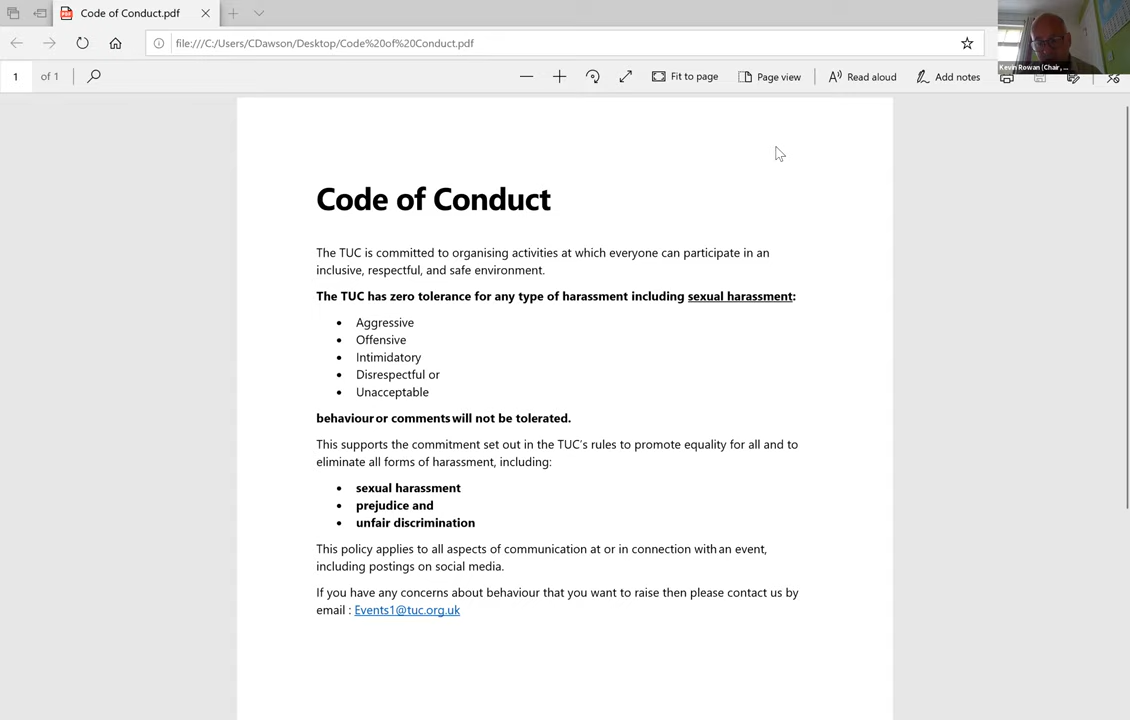 Code of Conduct.pdf
file:///C:/Users/CDawson/Desktop/Code%20of%20Conduct.pdf
Kevin Rowan (Chair, ...
1 of 1
Fit to page
Page view
Read aloud
Add notes
Code of Conduct
The TUC is committed to organising activities at which everyone can participate in an
inclusive, respectful, and safe environment.
The TUC has zero tolerance for any type of harassment including sexual harassment:
• Aggressive
• Offensive
• Intimidatory
• Disrespectful or
• Unacceptable
behaviour or comments will not be tolerated.
This supports the commitment set out in the TUC's rules to promote equality for all and to
eliminate all forms of harassment, including:
• sexual harassment
• prejudice and
• unfair discrimination
This policy applies to all aspects of communication at or in connection with an event,
including postings on social media.
If you have any concerns about behaviour that you want to raise then please contact us by
email : Events1@tuc.org.uk